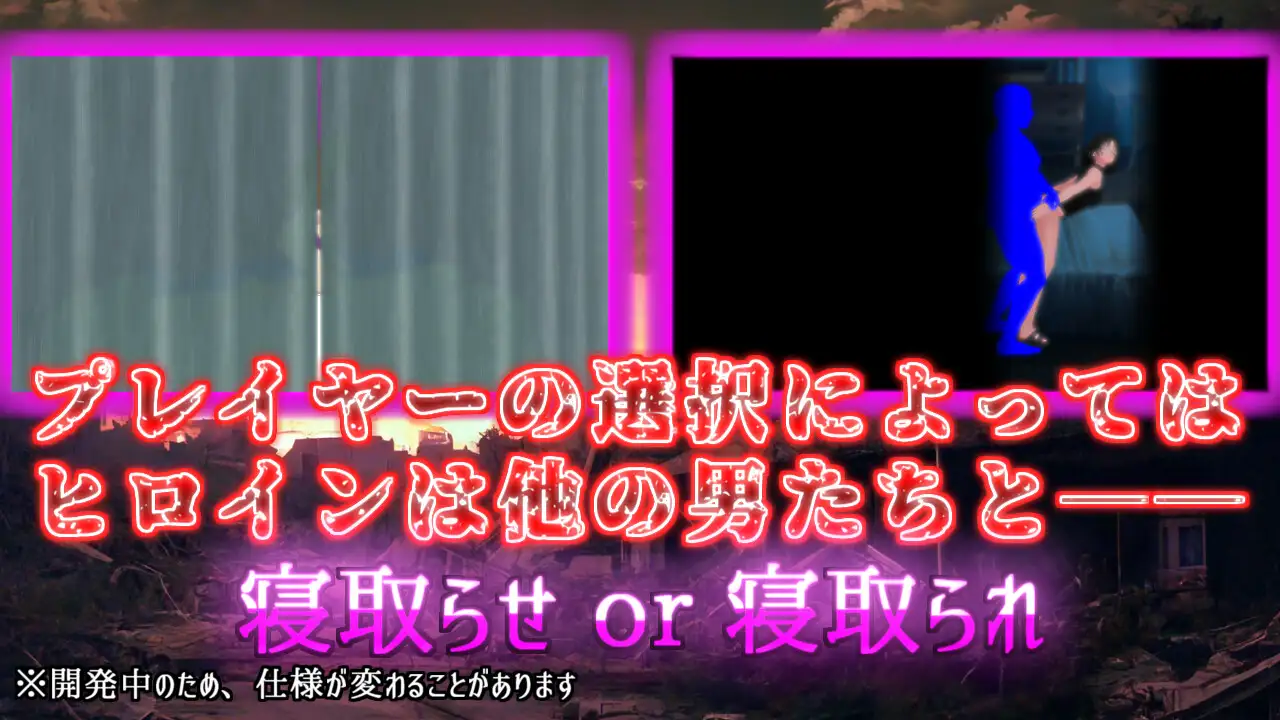 プレイヤーの選択によっては
ヒロインは他の男たちと――
寝取らせ or 寝取られ
※開発中のため、仕様が変わることがあります